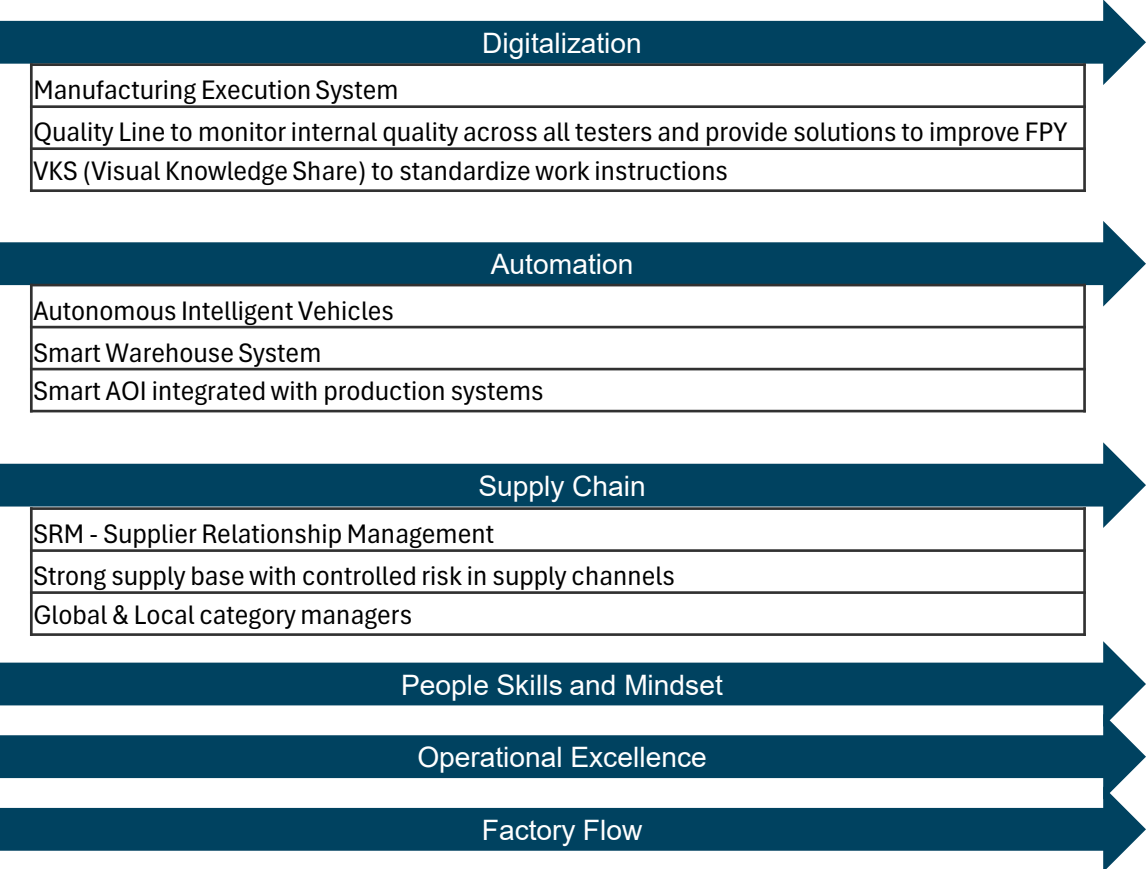 Digitalization
Manufacturing Execution System
Quality Line to monitor internal quality across all testers and provide solutions to improve FPY
VKS (Visual Knowledge Share) to standardize work instructions
Automation
Autonomous Intelligent Vehicles
Smart Warehouse System
Smart AOI integrated with production systems
Supply Chain
SRM - Supplier Relationship Management
Strong supply base with controlled risk in supply channels
Global & Local category managers
People Skills and Mindset
Operational Excellence
Factory Flow